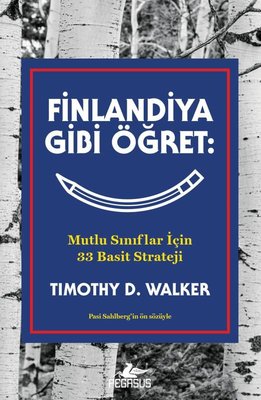 FİNLANDİYA
GİBİ ÖĞRET:
Mutlu Sınıflar İçin
33 Basit Strateji
TIMOTHY D. WALKER
Pasi Sahlberg'in ön sözüyle
PEGASUS